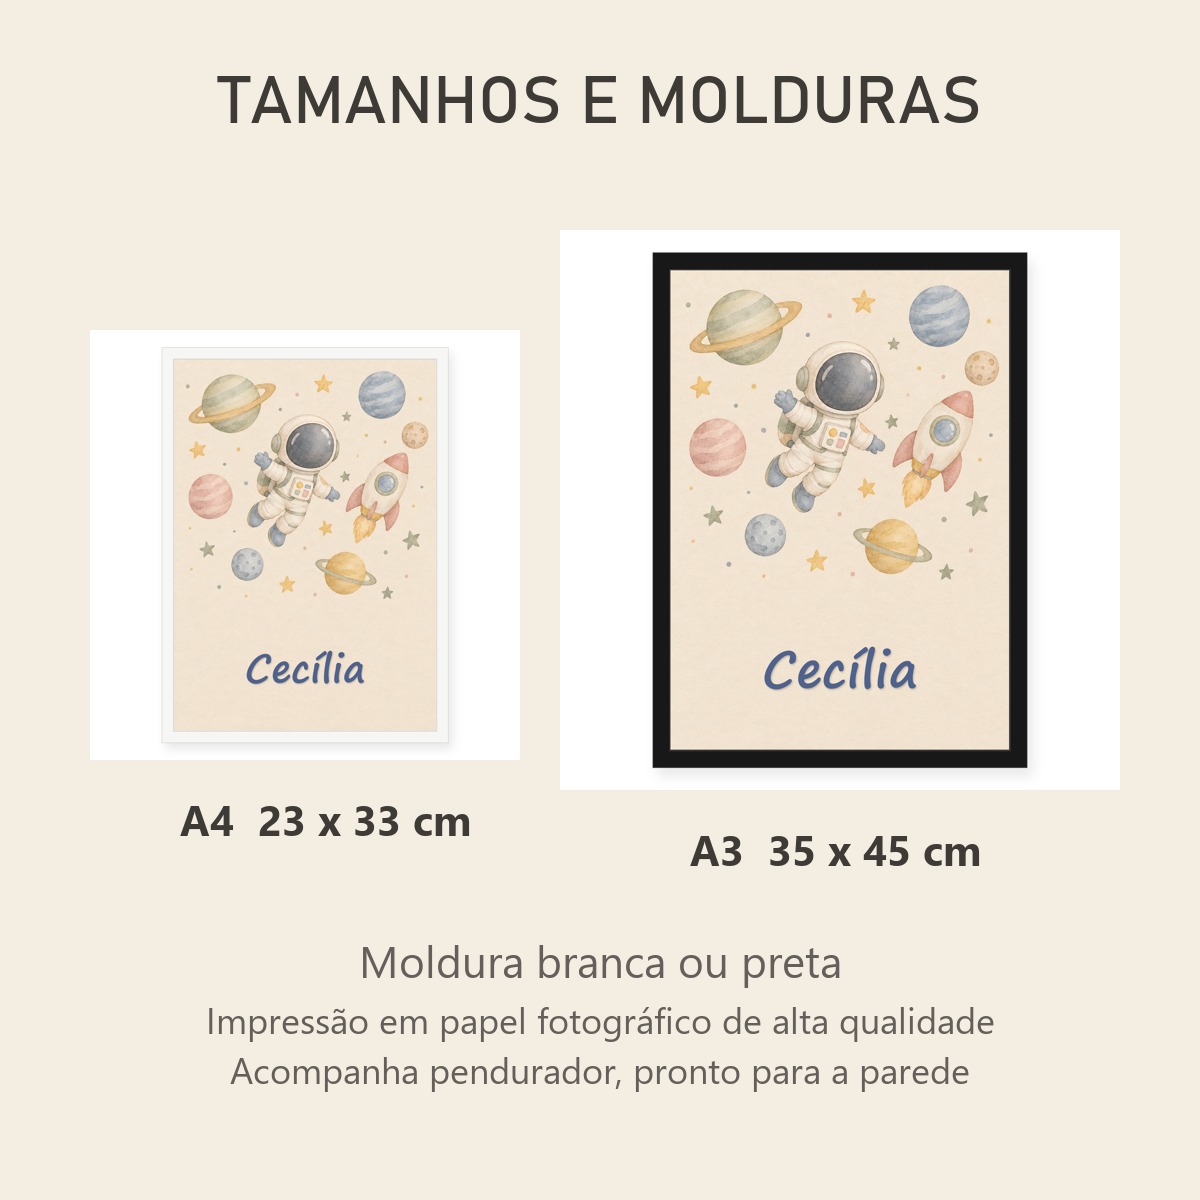 TAMANHOS E MOLDURAS
Cecília
Cecília
A4 23 x 33 cm
A3 35 x 45 cm
Moldura branca ou preta
Impressão em papel fotográfico de alta qualidade
Acompanha pendurador, pronto para a parede